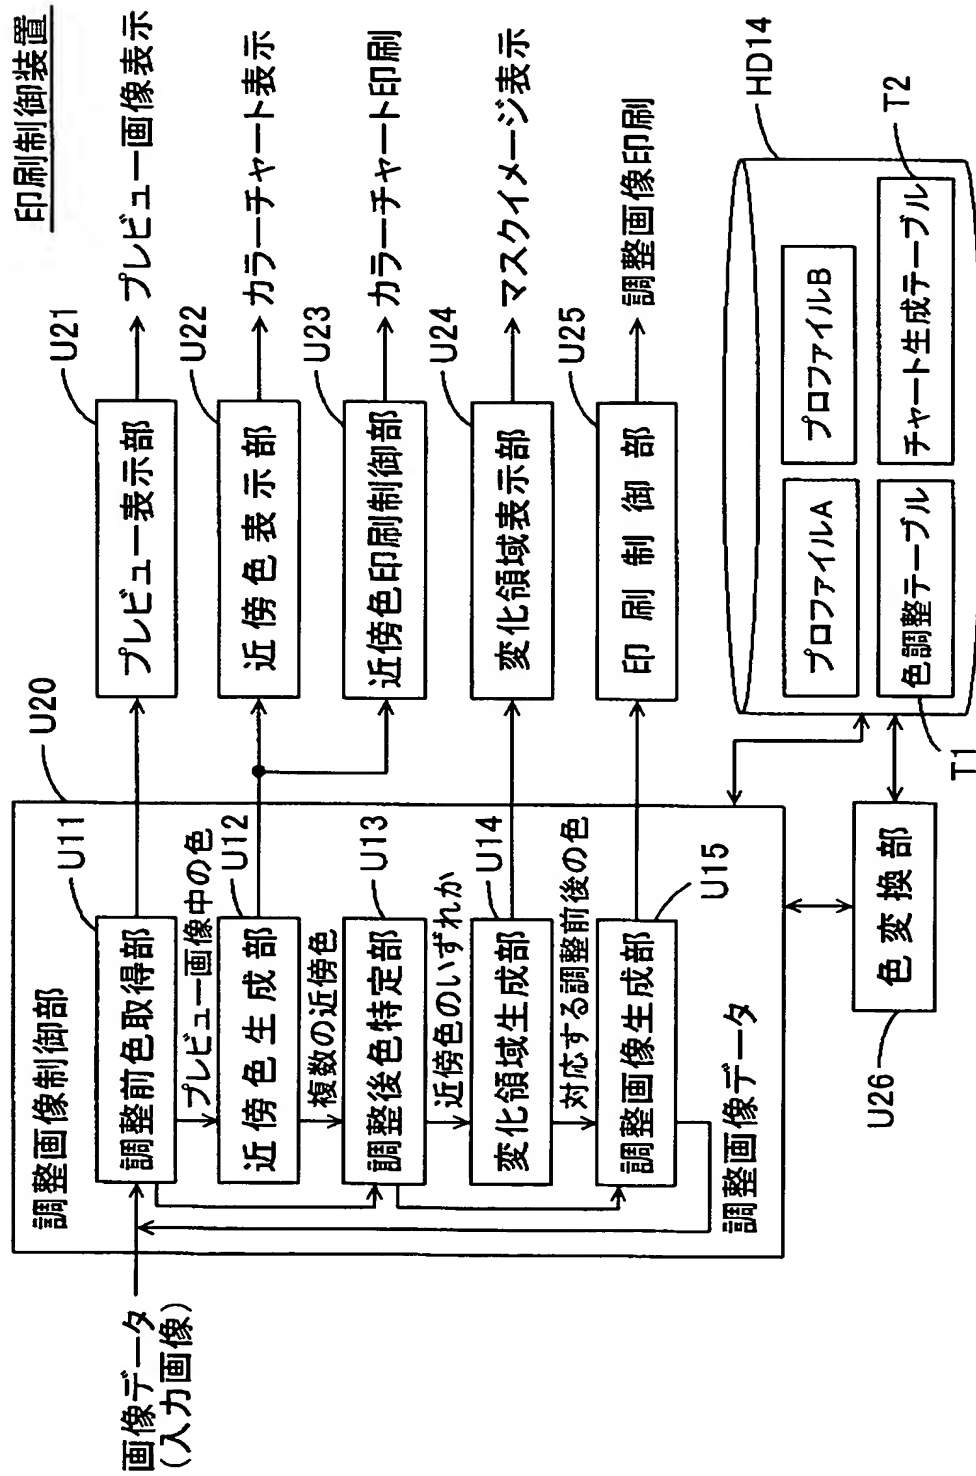 印刷制御装置
画像データ
(入力画像)
調整画像制御部
U20
調整前色取得部
U11
プレビュー画像中の色
近傍色生成部
U12
複数の近傍色
調整後色特定部
U13
近傍色のいずれか
変化領域生成部
U14
対応する調整前後の色
調整画像生成部
U15
調整画像データ
プレビュー表示部
U21
プレビュー画像表示
近傍色表示部
U22
カラーチャート表示
近傍色印刷制御部
U23
カラーチャート印刷
変化領域表示部
U24
マスクイメージ表示
印刷制御部
U25
調整画像印刷
色変換部
U26
HD14
プロファイルA
プロファイルB
色調整テーブル
T1
チャート生成テーブル
T2